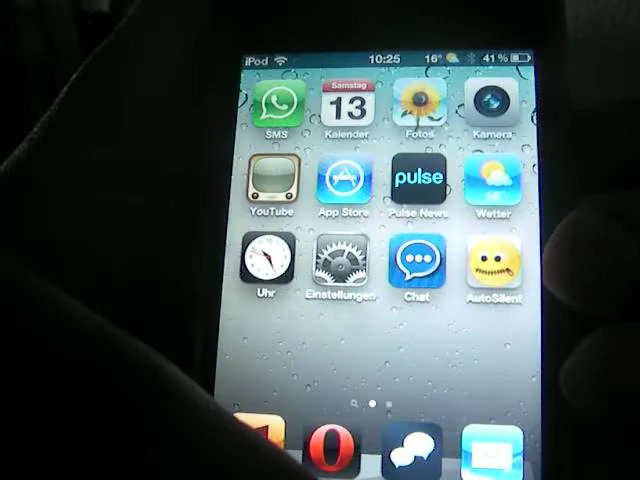 iPod 10:25 16° 41%
Samstag
13
SMS Kalender Fotos Kamera
pulse
YouTube App Store Pulse News Wetter
Uhr Einstellungen Chat AutoSilent